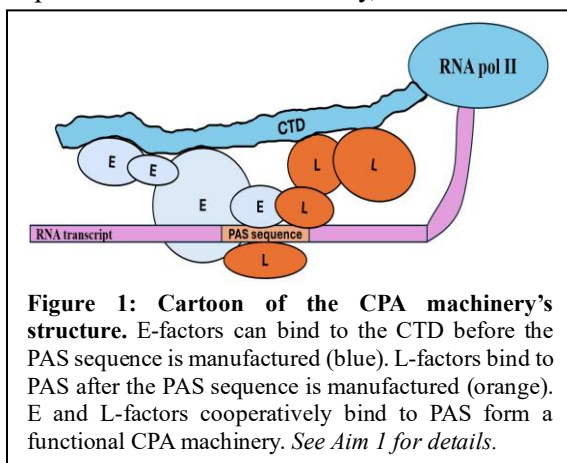 RNA pol II
CTD
E
E
E
E
L
L
L
L
RNA transcript
PAS sequence
Figure 1: Cartoon of the CPA machinery's
structure. E-factors can bind to the CTD before the
PAS sequence is manufactured (blue). L-factors bind to
PAS after the PAS sequence is manufactured (orange).
E and L-factors cooperatively bind to PAS form a
functional CPA machinery. See Aim 1 for details.